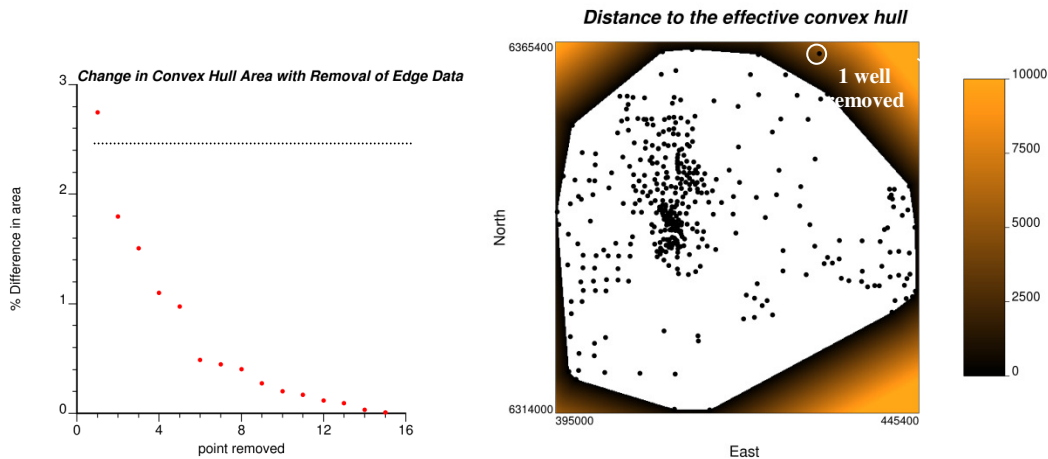 Change in Convex Hull Area with Removal of Edge Data
% Difference in area
3
2
1
0
0
4
8
12
16
point removed
Distance to the effective convex hull
6365400
North
6314000
395000
445400
East
1 well
removed
10000
7500
5000
2500
0